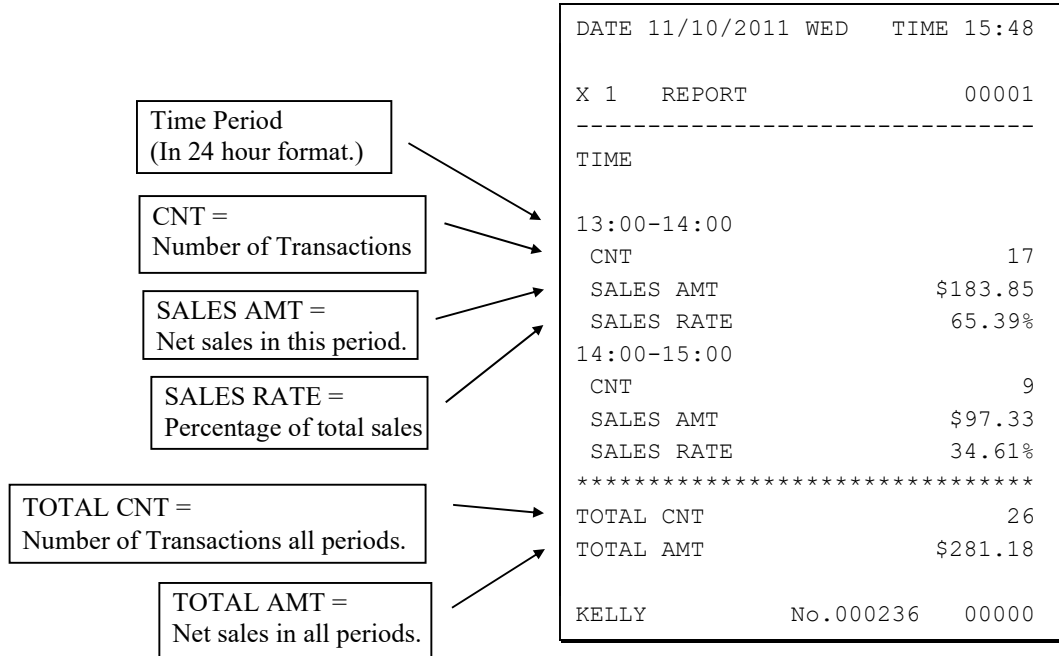 Time Period
(In 24 hour format.)
CNT =
Number of Transactions
SALES AMT =
Net sales in this period.
SALES RATE =
Percentage of total sales
TOTAL CNT =
Number of Transactions all periods.
TOTAL AMT =
Net sales in all periods.
DATE 11/10/2011 WED TIME 15:48
X 1 REPORT 00001
--------------------------------
TIME
13:00-14:00
CNT 17
SALES AMT $183.85
SALES RATE 65.39%
14:00-15:00
CNT 9
SALES AMT $97.33
SALES RATE 34.61%
********************************
TOTAL CNT 26
TOTAL AMT $281.18
KELLY No.000236 00000